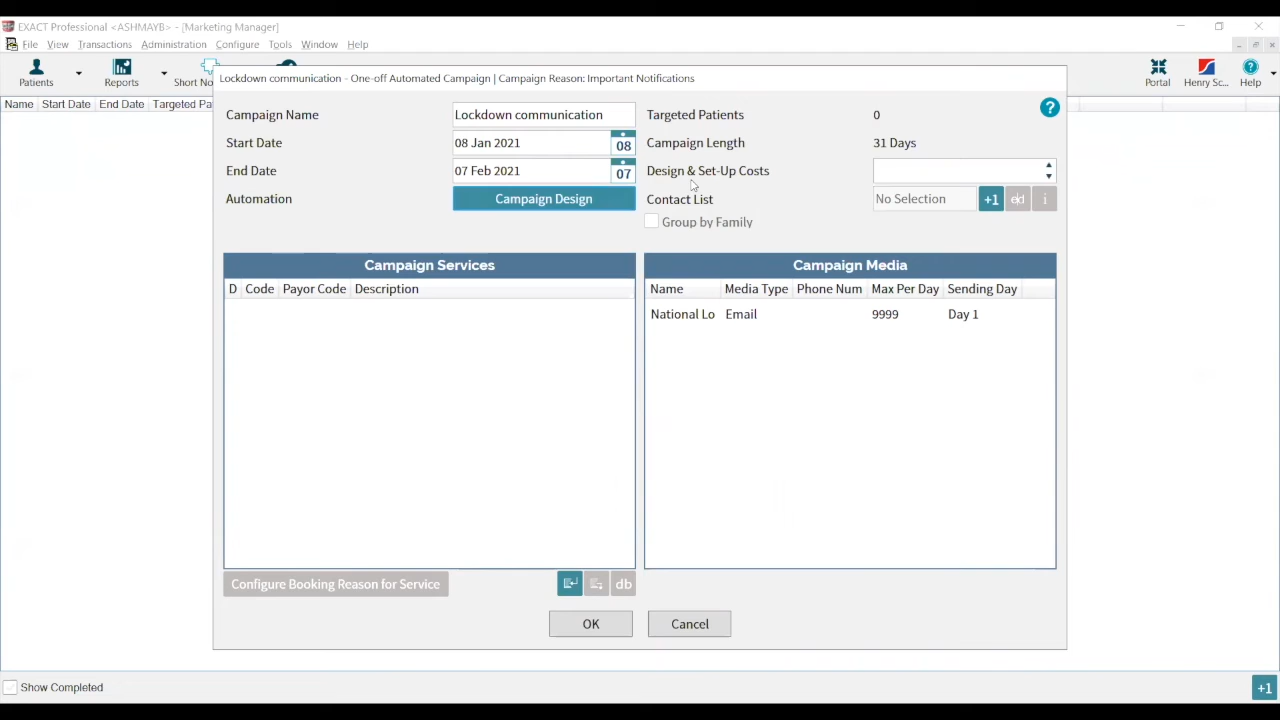 EXACT Professional <ASHMAYB> - [Marketing Manager]
File View Transactions Administration Configure Tools Window Help
Patients Reports Short Portal Henry Sc... Help
Lockdown communication - One-off Automated Campaign | Campaign Reason: Important Notifications
Name Start Date End Date Targeted
Campaign Name Lockdown communication Targeted Patients 0
Start Date 08 Jan 2021 08 Campaign Length 31 Days
End Date 07 Feb 2021 07 Design & Set-Up Costs
Automation Campaign Design Contact List No Selection +1 i
Group by Family
Campaign Services Campaign Media
D Code Payor Code Description Name Media Type Phone Num Max Per Day Sending Day
National Lo Email 9999 Day 1
Configure Booking Reason for Service db
OK Cancel
Show Completed +1